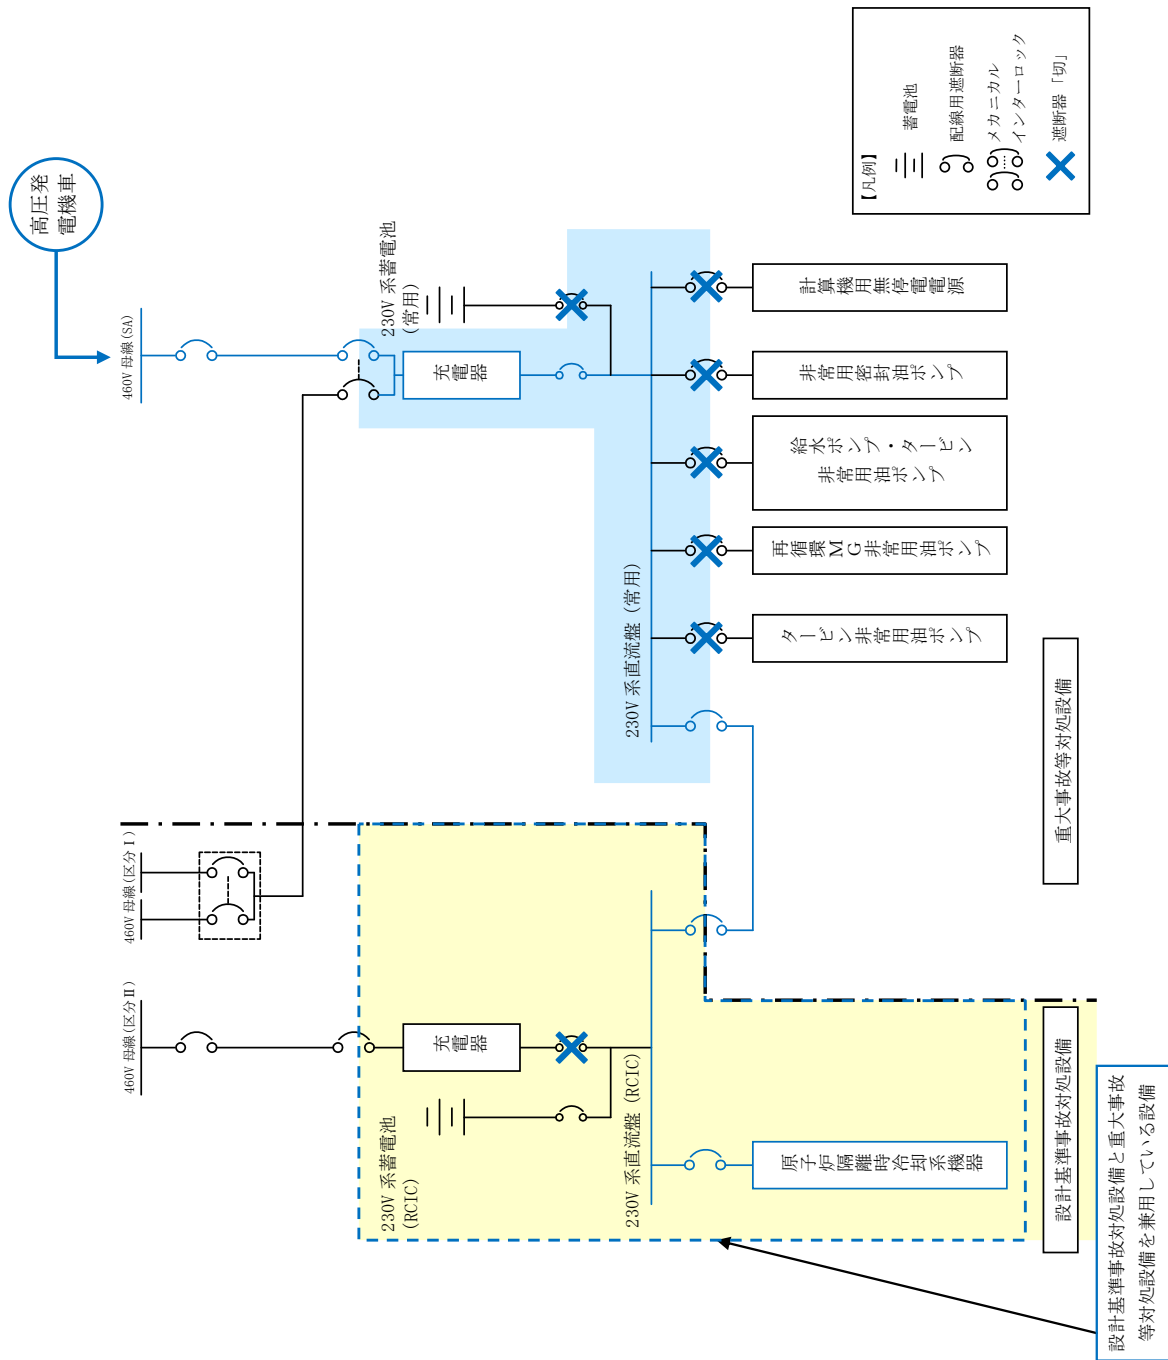 高圧発
電機車
460V 母線(SA)
230V 系蓄電池
(常用)
充電器
230V 系直流盤 (常用)
計算機用無停電電源
非常用密封油ポンプ
給水ポンプ・タービン
非常用油ポンプ
再循環MG非常用油ポンプ
タービン非常用油ポンプ
460V 母線(区分Ⅰ)
460V 母線(区分Ⅱ)
充電器
230V 系蓄電池
(RCIC)
230V 系直流盤 (RCIC)
原子炉隔離時冷却系機器
重大事故等対処設備
設計基準事故対処設備
設計基準事故対処設備と重大事故
等対処設備を兼用している設備
【凡例】
蓄電池
配線用遮断器
メカニカル
インターロック
遮断器「切」